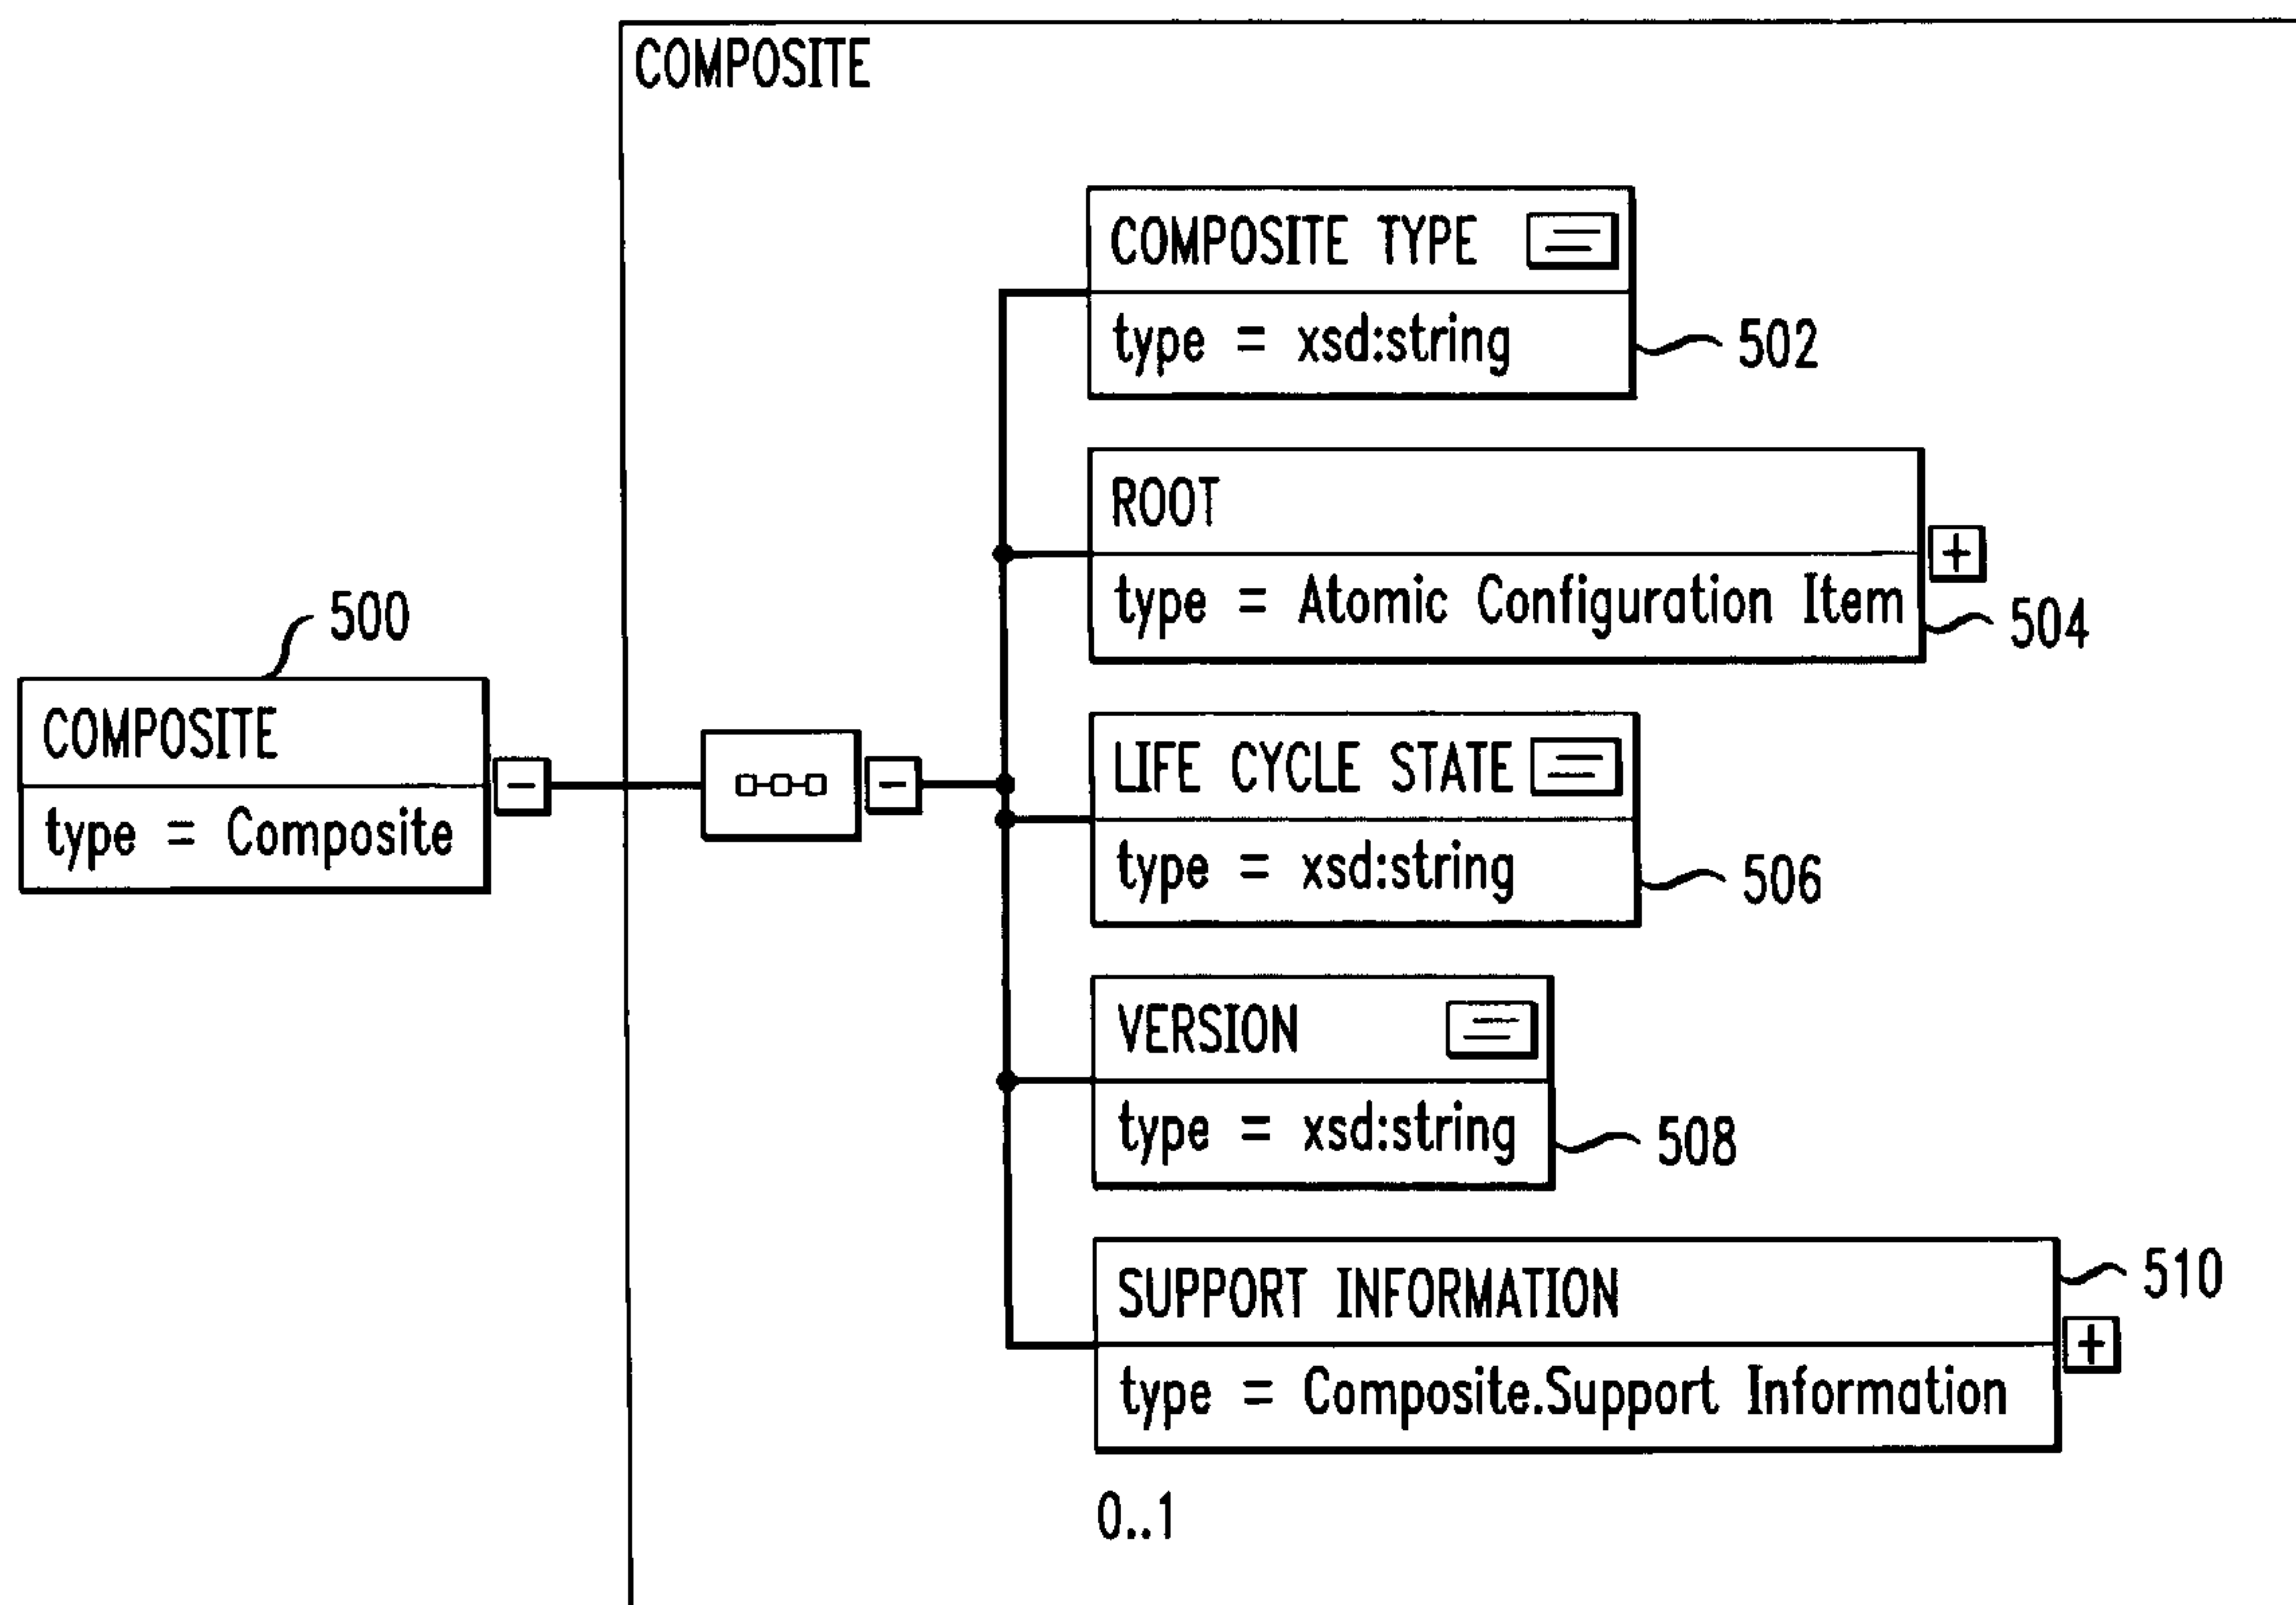 COMPOSITE
COMPOSITE TYPE
type = xsd:string
502
ROOT
type = Atomic Configuration Item
504
500
COMPOSITE
type = Composite
LIFE CYCLE STATE
type = xsd:string
506
VERSION
type = xsd:string
508
SUPPORT INFORMATION
510
type = Composite.Support Information
0..1